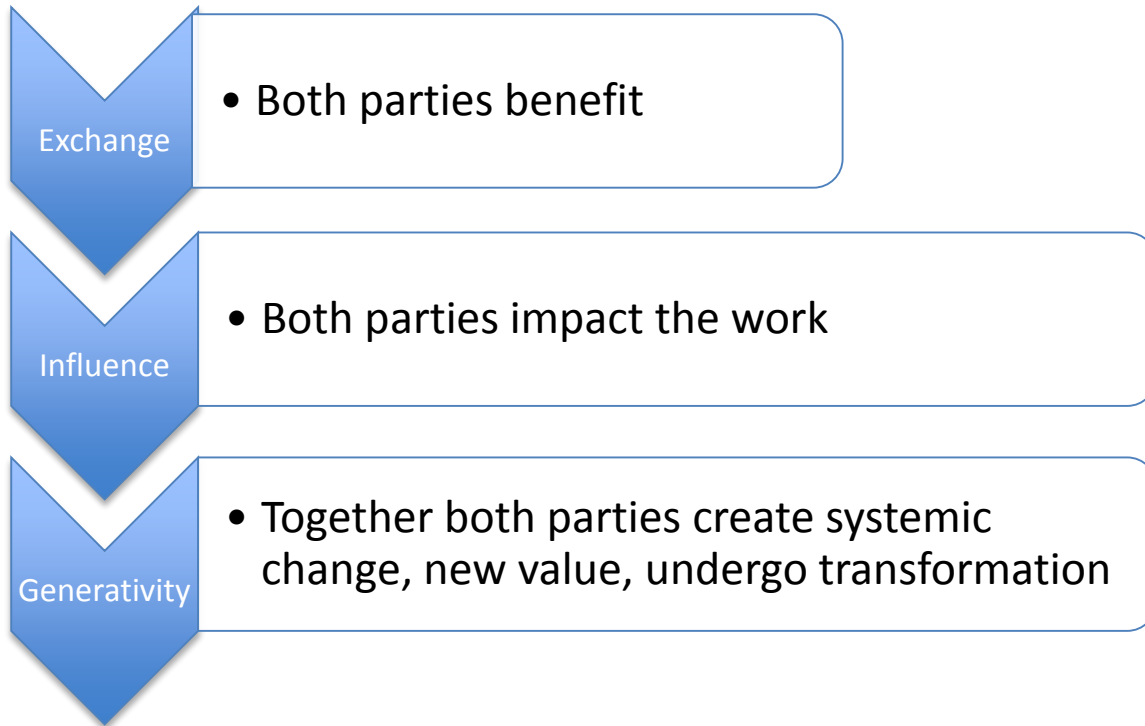 Exchange
• Both parties benefit
Influence
• Both parties impact the work
Generativity
• Together both parties create systemic
change, new value, undergo transformation